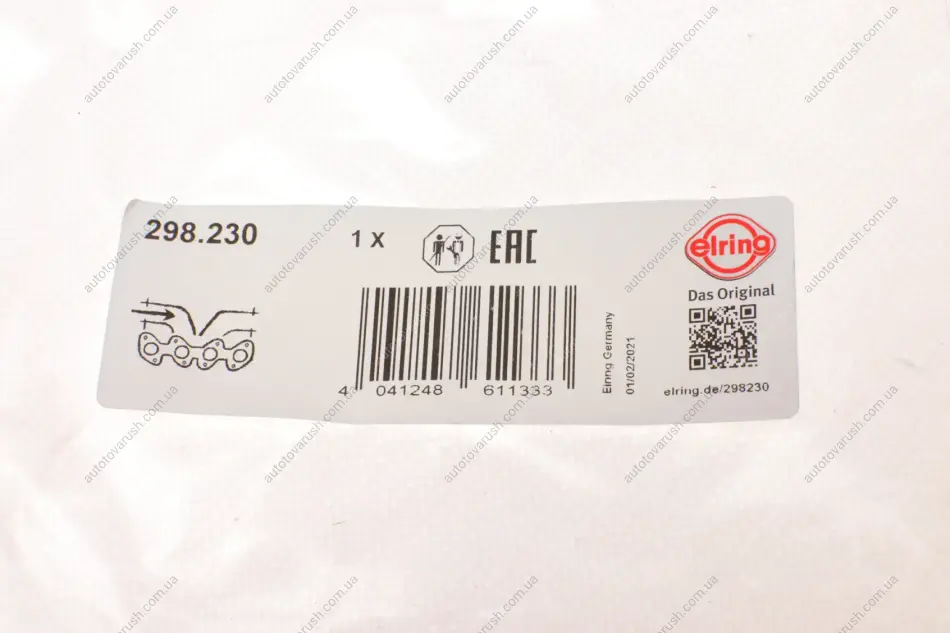 298.230
1 X
EAC
elring
Das Original
4 041248 611333
Elring Germany
01/02/2021
elring.de/298230
autotovarush.com.ua